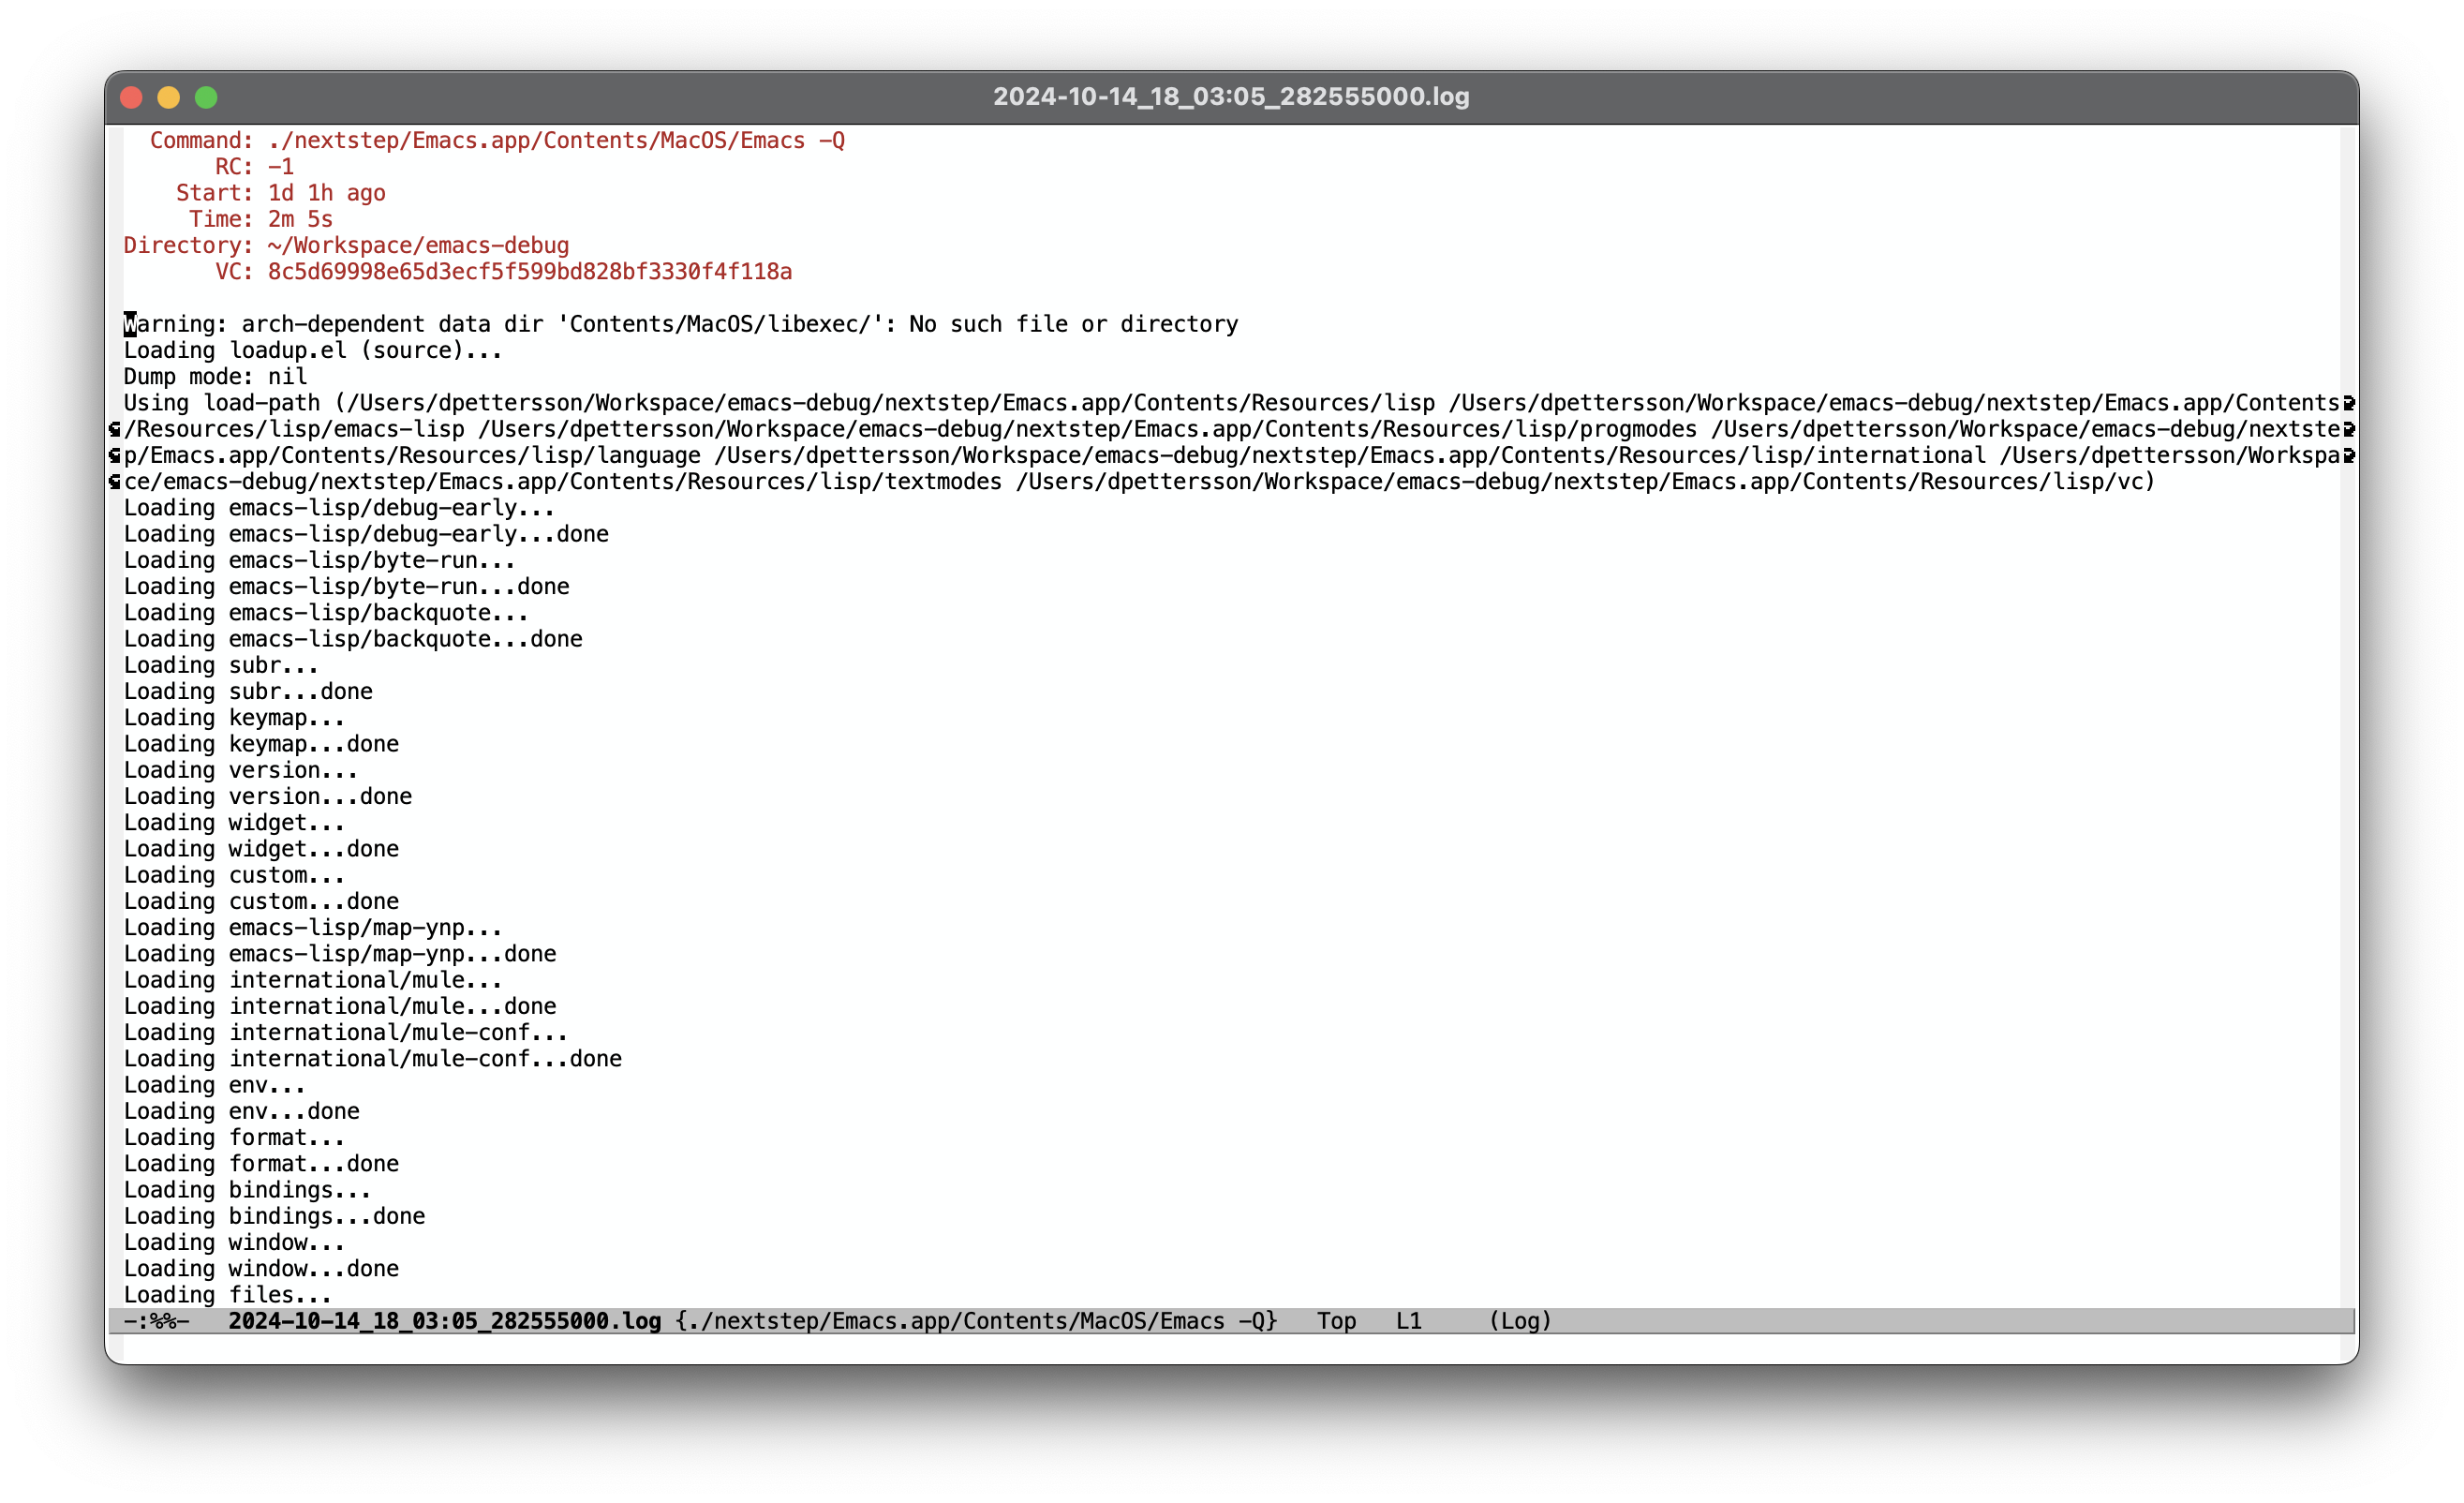 2024-10-14_18_03:05_282555000.log
Command: ./nextstep/Emacs.app/Contents/MacOS/Emacs -Q
RC: -1
Start: 1d 1h ago
Time: 2m 5s
Directory: ~/Workspace/emacs-debug
VC: 8c5d69998e65d3ecf5f599bd828bf3330f4f118a
Warning: arch-dependent data dir 'Contents/MacOS/libexec/': No such file or directory
Loading loadup.el (source)...
Dump mode: nil
Using load-path (/Users/dpettersson/Workspace/emacs-debug/nextstep/Emacs.app/Contents/Resources/lisp /Users/dpettersson/Workspace/emacs-debug/nextstep/Emacs.app/Contents
/Resources/lisp/emacs-lisp /Users/dpettersson/Workspace/emacs-debug/nextstep/Emacs.app/Contents/Resources/lisp/progmodes /Users/dpettersson/Workspace/emacs-debug/nextste
p/Emacs.app/Contents/Resources/lisp/language /Users/dpettersson/Workspace/emacs-debug/nextstep/Emacs.app/Contents/Resources/lisp/international /Users/dpettersson/Workspa
ce/emacs-debug/nextstep/Emacs.app/Contents/Resources/lisp/textmodes /Users/dpettersson/Workspace/emacs-debug/nextstep/Emacs.app/Contents/Resources/lisp/vc)
Loading emacs-lisp/debug-early...
Loading emacs-lisp/debug-early...done
Loading emacs-lisp/byte-run...
Loading emacs-lisp/byte-run...done
Loading emacs-lisp/backquote...
Loading emacs-lisp/backquote...done
Loading subr...
Loading subr...done
Loading keymap...
Loading keymap...done
Loading version...
Loading version...done
Loading widget...
Loading widget...done
Loading custom...
Loading custom...done
Loading emacs-lisp/map-ynp...
Loading emacs-lisp/map-ynp...done
Loading international/mule...
Loading international/mule...done
Loading international/mule-conf...
Loading international/mule-conf...done
Loading env...
Loading env...done
Loading format...
Loading format...done
Loading bindings...
Loading bindings...done
Loading window...
Loading window...done
Loading files...
-:%%-   2024-10-14_18_03:05_282555000.log {./nextstep/Emacs.app/Contents/MacOS/Emacs -Q}   Top   L1     (Log)